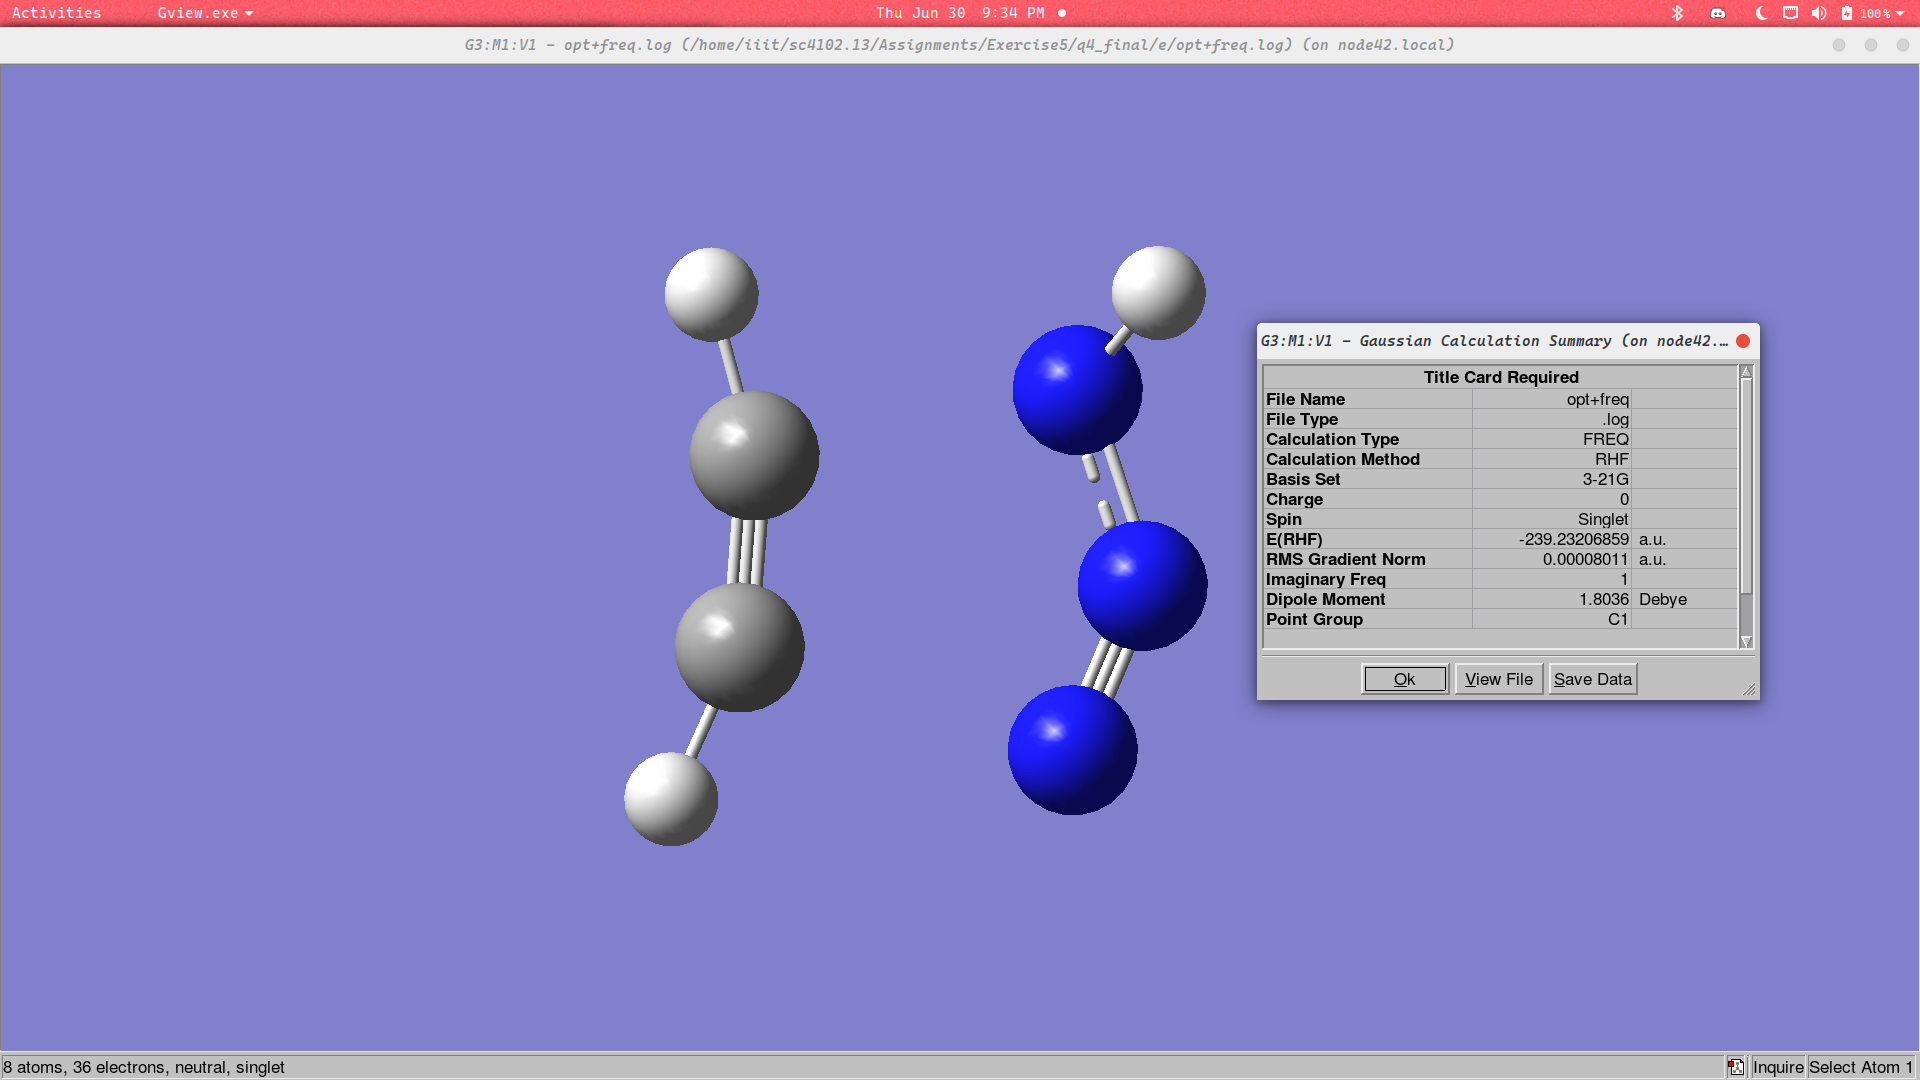 Activities Gview.exe Thu Jun 30 9:34 PM 100%
G3:M1:V1 - opt+freq.log (/home/iiit/sc4102.13/Assignments/Exercise5/q4_final/e/opt+freq.log) (on node42.local)
G3:M1:V1 - Gaussian Calculation Summary (on node42.…
Title Card Required
File Name opt+freq
File Type .log
Calculation Type FREQ
Calculation Method RHF
Basis Set 3-21G
Charge 0
Spin Singlet
E(RHF) -239.23206859 a.u.
RMS Gradient Norm 0.00008011 a.u.
Imaginary Freq 1
Dipole Moment 1.8036 Debye
Point Group C1
Ok View File Save Data
8 atoms, 36 electrons, neutral, singlet Inquire Select Atom 1